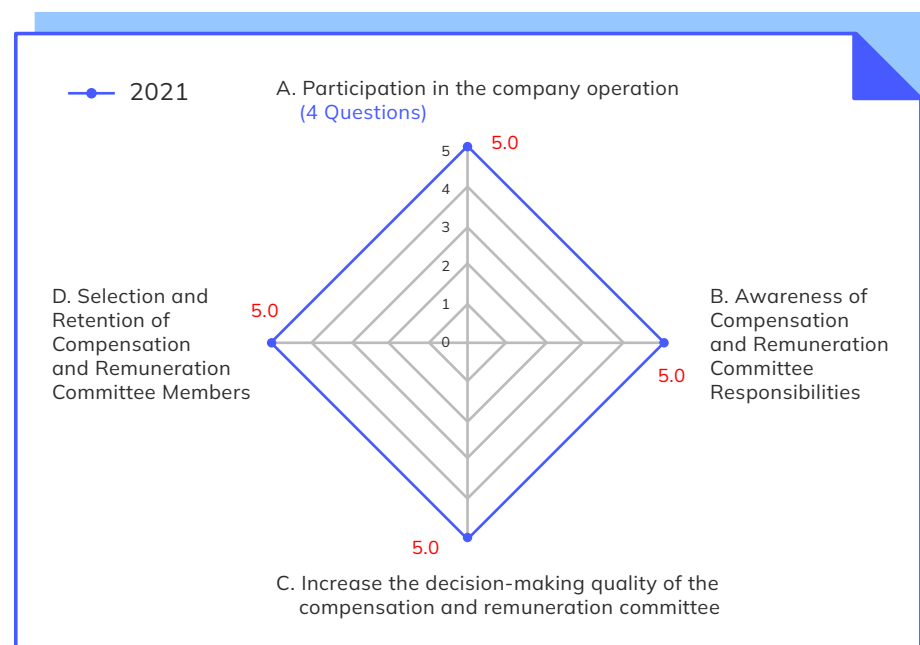 2021
A. Participation in the company operation
(4 Questions)
5.0
5
4
3
2
1
0
D. Selection and
Retention of
Compensation
and Remuneration
Committee Members
5.0
B. Awareness of
Compensation
and Remuneration
Committee
Responsibilities
5.0
5.0
C. Increase the decision-making quality of the
compensation and remuneration committee